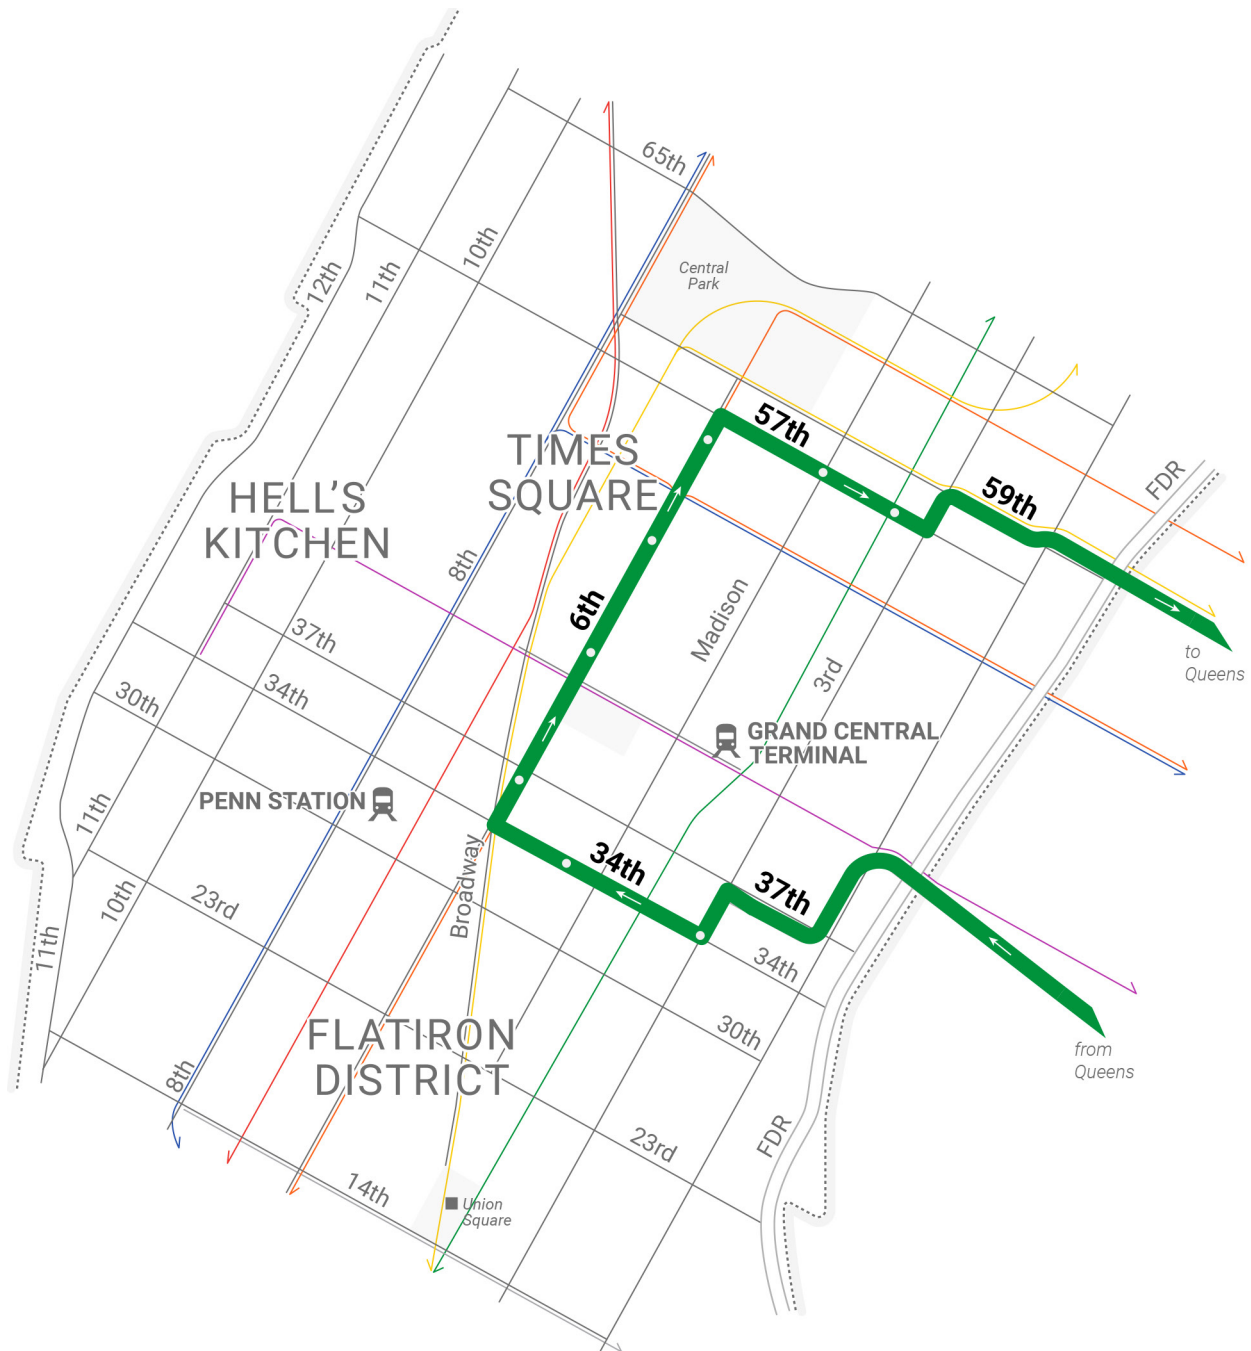 65th
Central
Park
10th
12th
11th
57th
TIMES
SQUARE
FDR
59th
HELL'S
KITCHEN
8th
6th
Madison
37th
to
Queens
3rd
34th
30th
GRAND CENTRAL
TERMINAL
PENN STATION
11th
34th
Broadway
37th
10th
23rd
11th
34th
30th
FLATIRON
DISTRICT
from
Queens
8th
FDR
23rd
14th
Union
Square